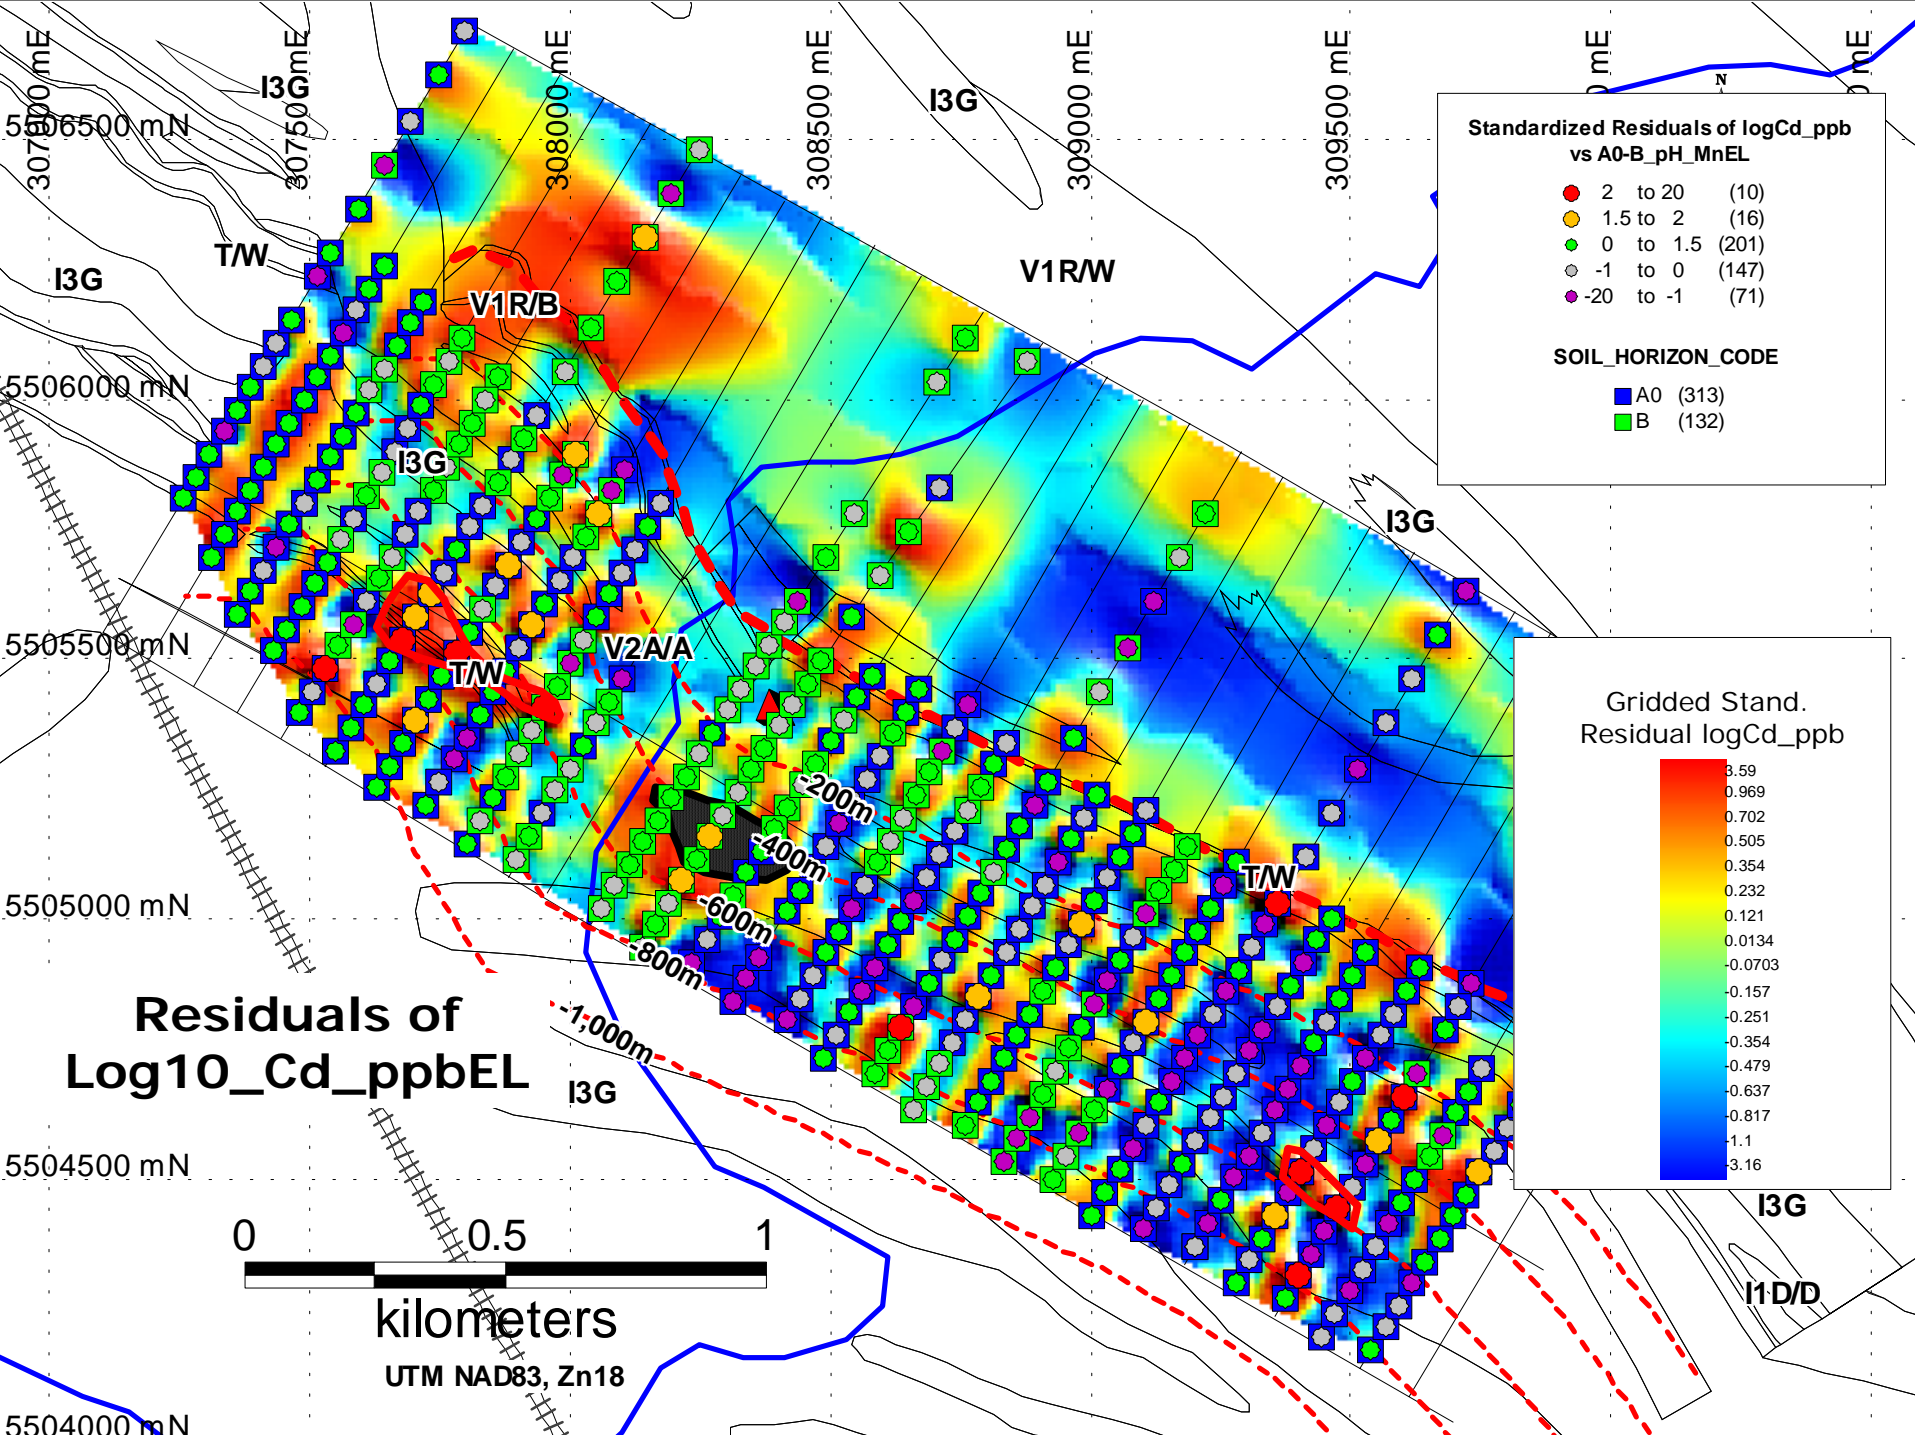 307000 mE
307500 mE
308000 mE
308500 mE
309000 mE
309500 mE
0 mE
0 mE
N
I3G
I3G
5506500 mN
Standardized Residuals of logCd_ppb
vs A0-B_pH_MnEL
2 to 20 (10)
1.5 to 2 (16)
0 to 1.5 (201)
-1 to 0 (147)
-20 to -1 (71)
SOIL_HORIZON_CODE
A0 (313)
B (132)
T/W
I3G
V1R/W
V1R/B
5506000 mN
I3G
I3G
5505500 mN
V2A/A
T/W
Gridded Stand.
Residual logCd_ppb
3.59
0.969
0.702
0.505
0.354
0.232
0.121
0.0134
-0.0703
-0.157
-0.251
-0.354
-0.479
-0.637
-0.817
-1.1
-3.16
-200m
-400m
T/W
5505000 mN
-600m
-800m
-1,000m
Residuals of
Log10_Cd_ppbEL
I3G
5504500 mN
I3G
0 0.5 1
kilometers
UTM NAD83, Zn18
I1D/D
5504000 mN